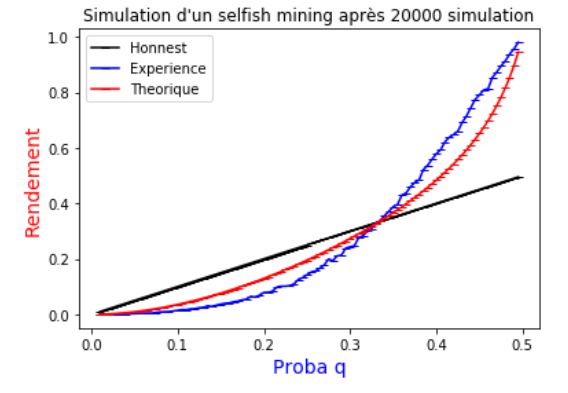 Simulation d'un selfish mining après 20000 simulation
Honnest
Experience
Theorique
1.0
0.8
0.6
0.4
0.2
0.0
Rendement
0.0 0.1 0.2 0.3 0.4 0.5
Proba q